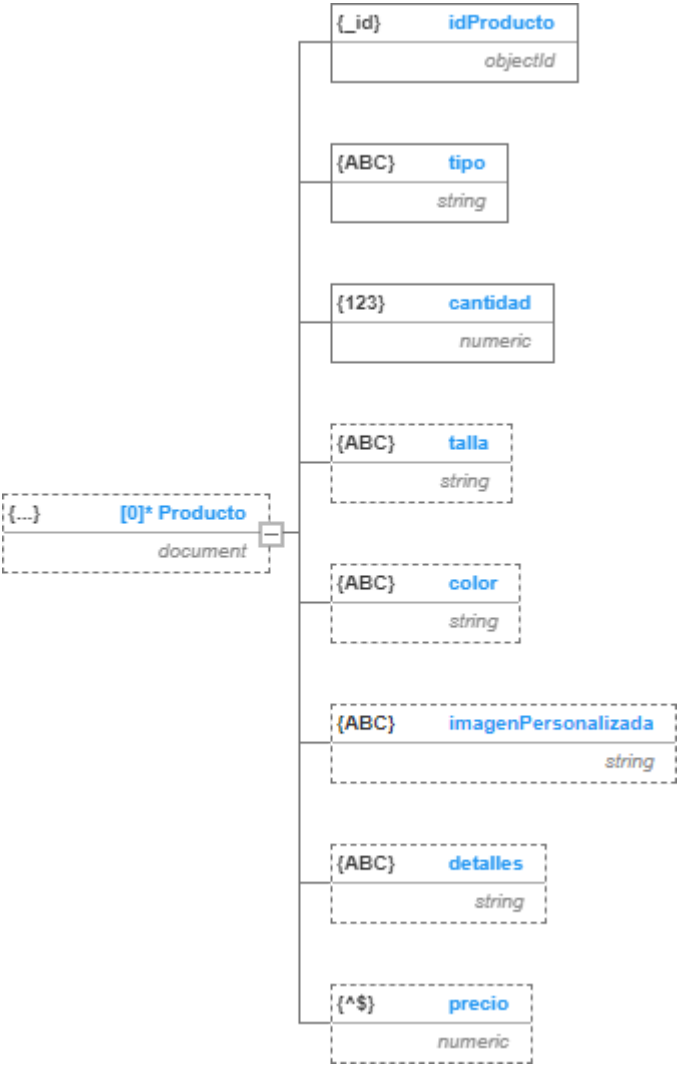 {_id} idProducto
objectId
{ABC} tipo
string
{123} cantidad
numeric
{ABC} talla
string
{...} [0]* Producto
document
{ABC} color
string
{ABC} imagenPersonalizada
string
{ABC} detalles
string
{^$} precio
numeric